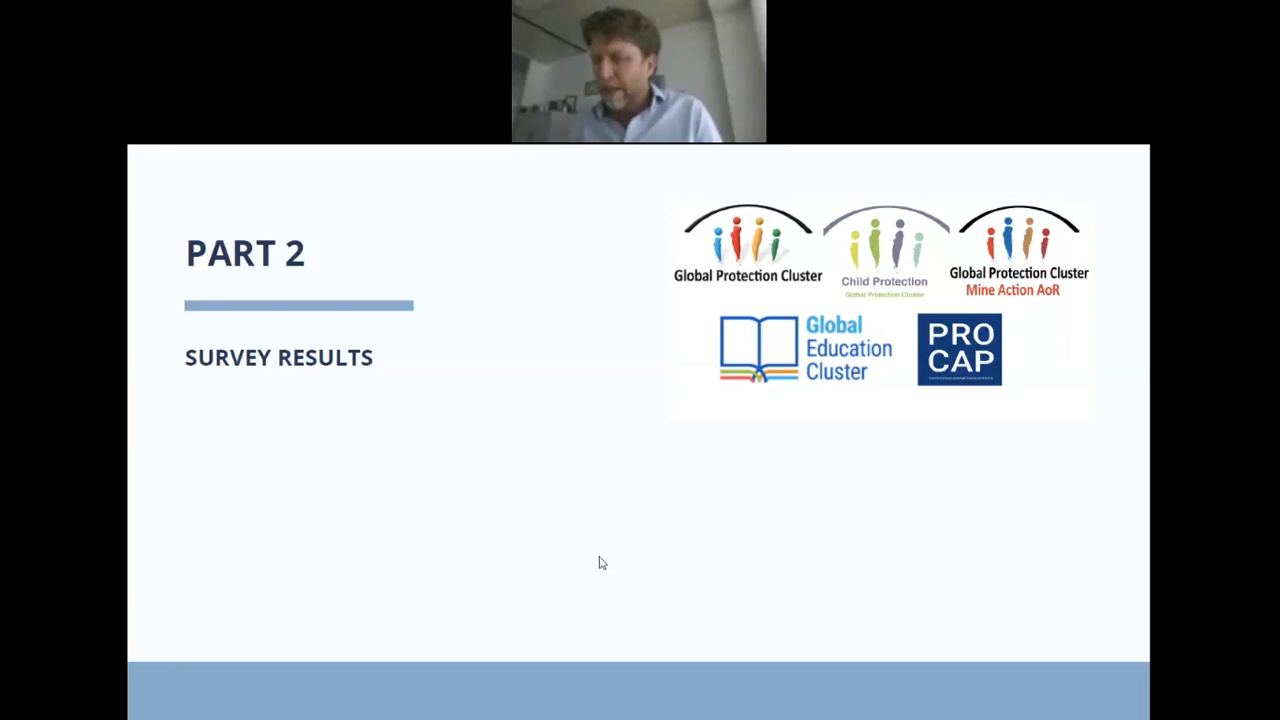 PART 2
SURVEY RESULTS
Global Protection Cluster
Child Protection
Global Protection Cluster
Global Protection Cluster
Mine Action AoR
Global
Education
Cluster
PRO
CAP